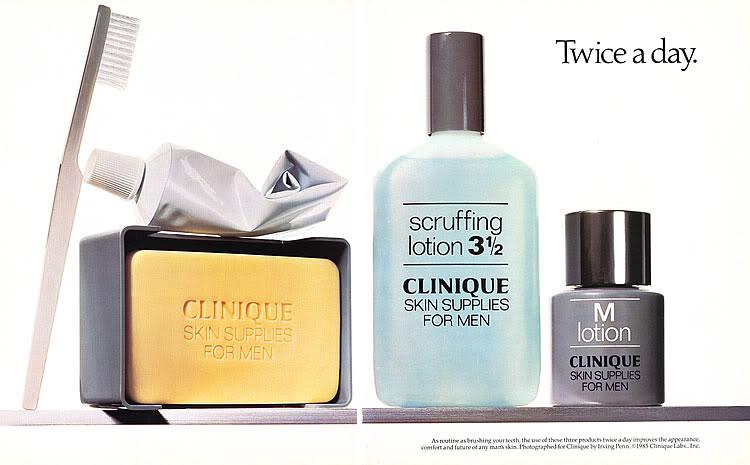 Twice a day.
CLINIQUE
SKIN SUPPLIES
FOR MEN
scruffing
lotion 3½
CLINIQUE
SKIN SUPPLIES
FOR MEN
M
lotion
CLINIQUE
SKIN SUPPLIES
FOR MEN
As routine as brushing your teeth, the use of these three products twice a day improves the appearance,
comfort and future of any man's skin. Photographed for Clinique by Irving Penn. ©1985 Clinique Labs., Inc.